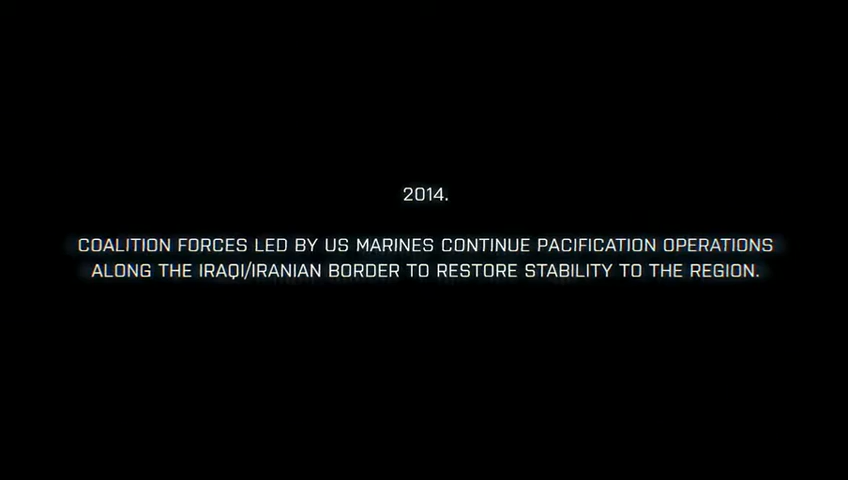 2014.
COALITION FORCES LED BY US MARINES CONTINUE PACIFICATION OPERATIONS
ALONG THE IRAQI/IRANIAN BORDER TO RESTORE STABILITY TO THE REGION.